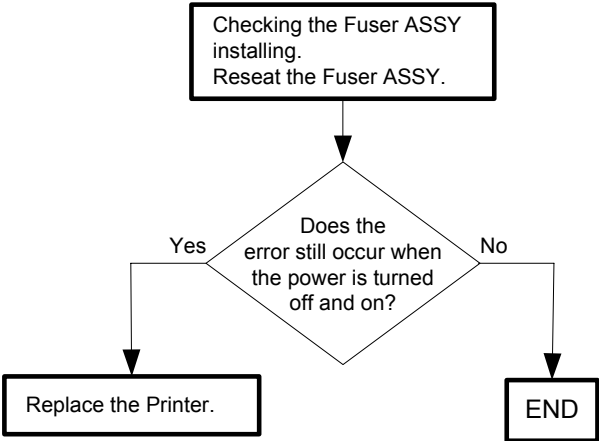 Checking the Fuser ASSY
installing.
Reseat the Fuser ASSY.
Does the
error still occur when
the power is turned
off and on?
Yes
No
Replace the Printer.
END